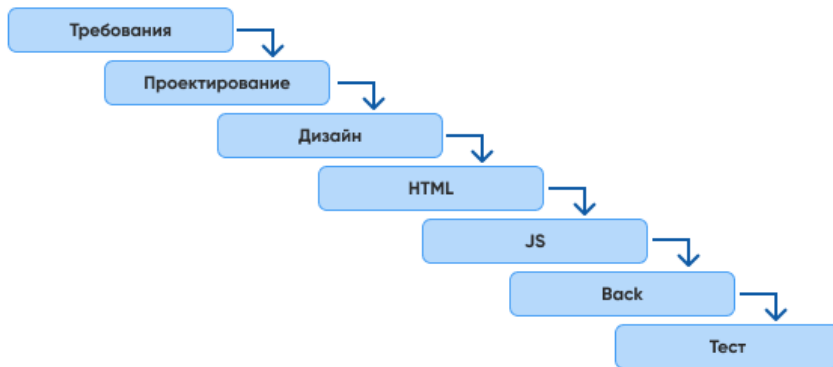 Требования
Проектирование
Дизайн
HTML
JS
Back
Тест